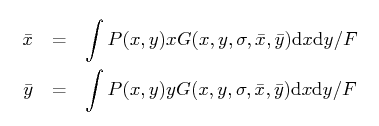 x̄ = ∫ P(x, y)xG(x, y, σ, x̄, ȳ)dxdy/F
ȳ = ∫ P(x, y)yG(x, y, σ, x̄, ȳ)dxdy/F